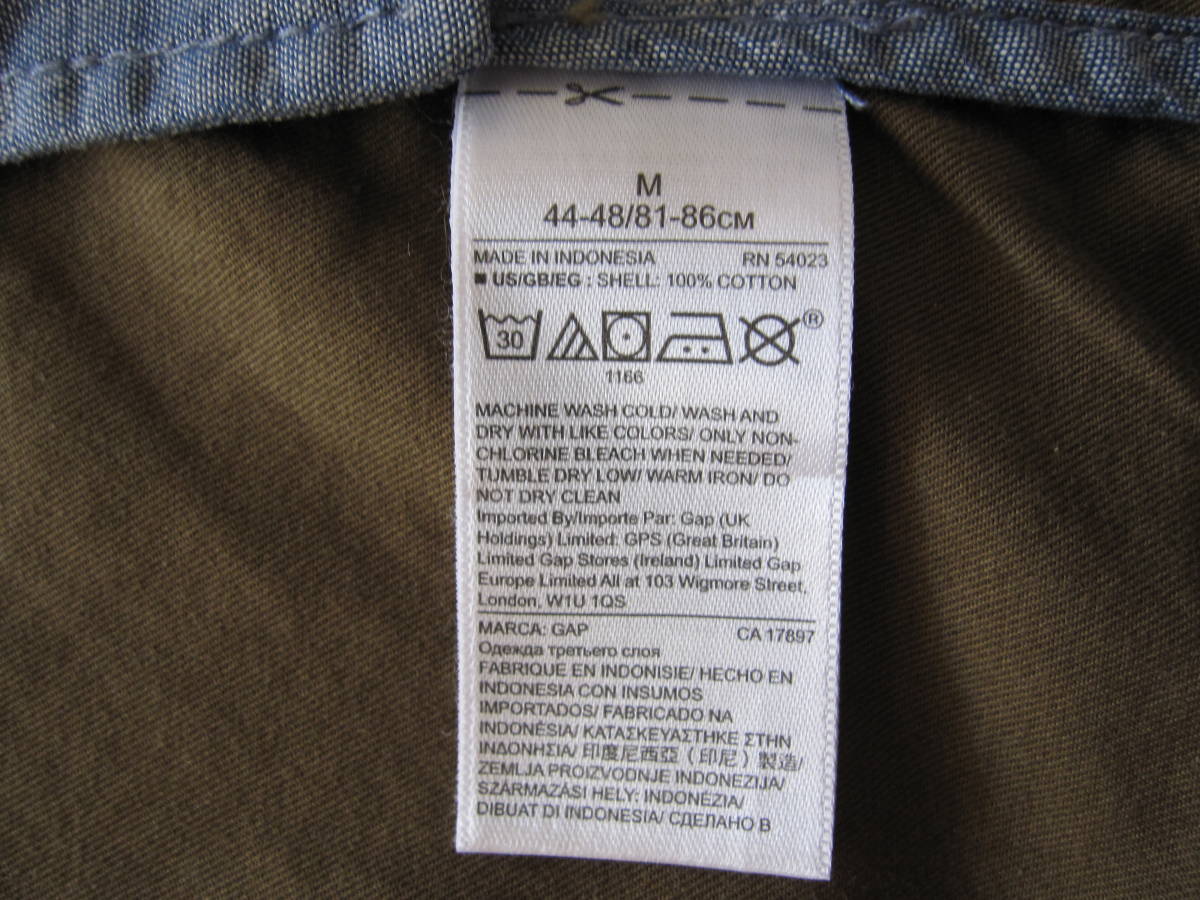 M
44-48/81-86CM
MADE IN INDONESIA RN 54023
■ US/GB/EG : SHELL: 100% COTTON
30 ®
1166
MACHINE WASH COLD/ WASH AND
DRY WITH LIKE COLORS/ ONLY NON-
CHLORINE BLEACH WHEN NEEDED/
TUMBLE DRY LOW/ WARM IRON/ DO
NOT DRY CLEAN
Imported By/Importe Par: Gap (UK
Holdings) Limited: GPS (Great Britain)
Limited Gap Stores (Ireland) Limited Gap
Europe Limited All at 103 Wigmore Street,
London, W1U 1QS
MARCA: GAP CA 17897
Одежда третьего слоя
FABRIQUE EN INDONISIE/ HECHO EN
INDONESIA CON INSUMOS
IMPORTADOS/ FABRICADO NA
INDONÉSIA/ ΚΑΤΑΣΚΕΥΑΣΤΗΚΕ ΣΤΗΝ
ΙΝΔΟΝΗΣΙΑ/ 印度尼西亞（印尼）製造/
ZEMLJA PROIZVODNJE INDONEZIJA/
SZÁRMAZÁSI HELY: INDONÉZIA/
DIBUAT DI INDONESIA/ СДЕЛАНО В